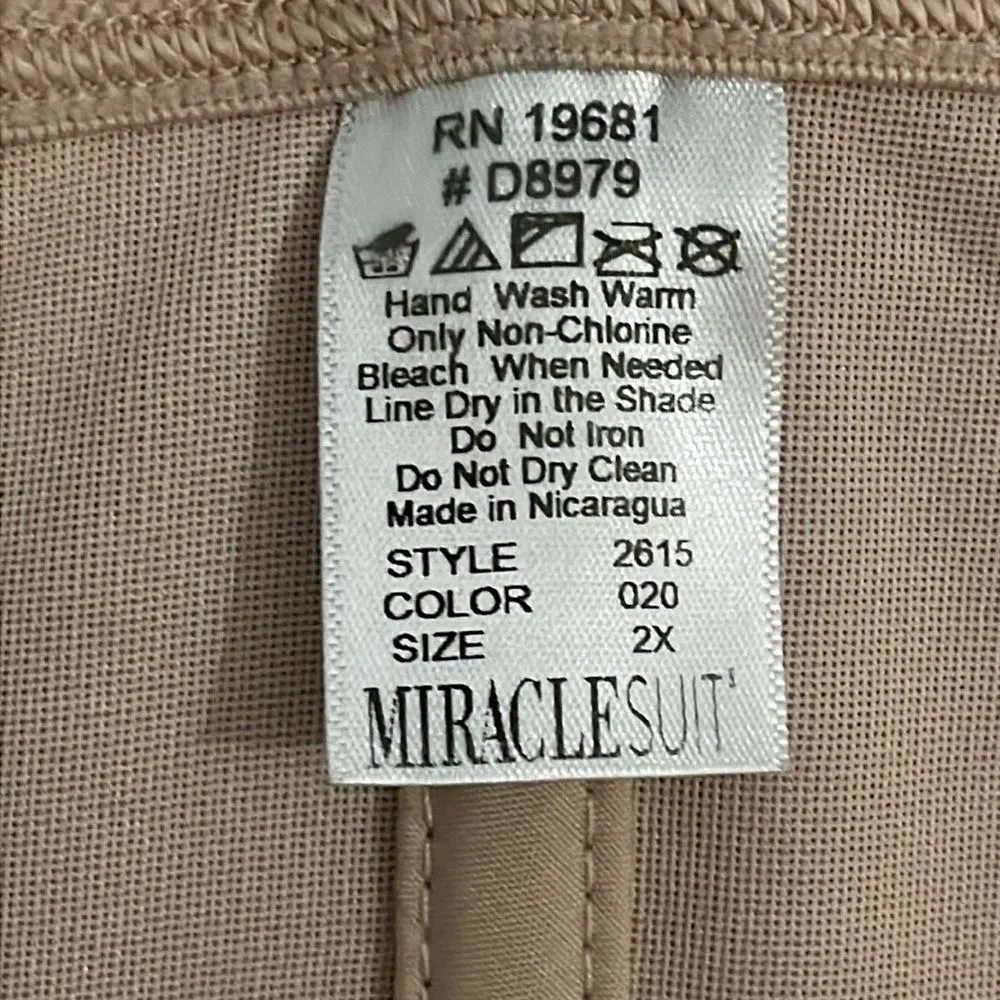 RN 19681
# D8979
Hand Wash Warm
Only Non-Chlorine
Bleach When Needed
Line Dry in the Shade
Do Not Iron
Do Not Dry Clean
Made in Nicaragua
STYLE 2615
COLOR 020
SIZE 2X
MIRACLESUIT